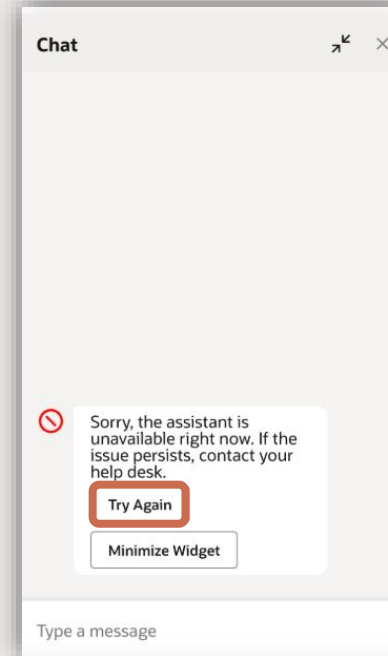 Chat
Sorry, the assistant is
unavailable right now. If the
issue persists, contact your
help desk.
Try Again
Minimize Widget
Type a message